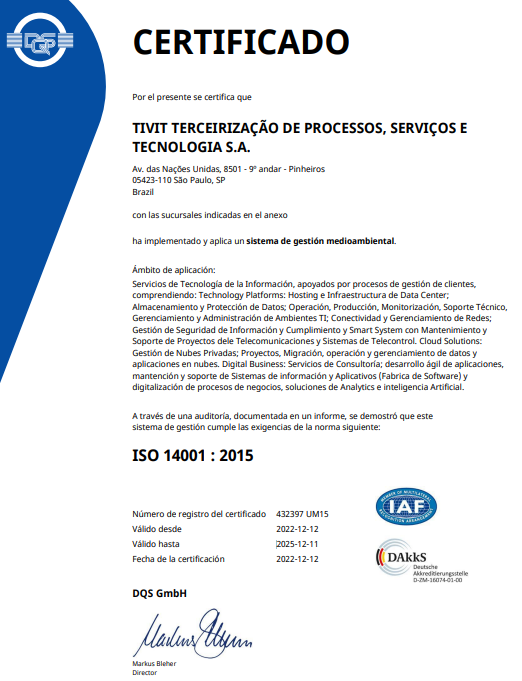 DQS
CERTIFICADO
Por el presente se certifica que
TIVIT TERCEIRIZAÇÃO DE PROCESSOS, SERVIÇOS E
TECNOLOGIA S.A.
Av. das Nações Unidas, 8501 - 9º andar - Pinheiros
05423-110 São Paulo, SP
Brazil
con las sucursales indicadas en el anexo
ha implementado y aplica un sistema de gestión medioambiental.
Ámbito de aplicación:
Servicios de Tecnología de la Información, apoyados por procesos de gestión de clientes,
comprendiendo: Technology Platforms: Hosting e Infraestructura de Data Center;
Almacenamiento y Protección de Datos; Operación, Producción, Monitorización, Soporte Técnico,
Gerenciamiento y Administración de Ambientes TI; Conectividad y Gerenciamiento de Redes;
Gestión de Seguridad de Información y Cumplimiento y Smart System con Mantenimiento y
Soporte de Proyectos dele Telecomunicaciones y Sistemas de Telecontrol. Cloud Solutions:
Gestión de Nubes Privadas; Proyectos, Migración, operación y gerenciamiento de datos y
aplicaciones en nubes. Digital Business: Servicios de Consultoría; desarrollo ágil de aplicaciones,
mantención y soporte de Sistemas de información y Aplicativos (Fabrica de Software) y
digitalización de procesos de negocios, soluciones de Analytics e inteligencia Artificial.
A través de una auditoría, documentada en un informe, se demostró que este
sistema de gestión cumple las exigencias de la norma siguiente:
ISO 14001 : 2015
MEMBER OF MULTILATERAL
IAF
RECOGNITION ARRANGEMENT
Número de registro del certificado 432397 UM15
Válido desde 2022-12-12
Válido hasta 2025-12-11
Fecha de la certificación 2022-12-12
DAkkS
Deutsche
Akkreditierungsstelle
D-ZM-16074-01-00
DQS GmbH
Markus Bleher
Markus Bleher
Director